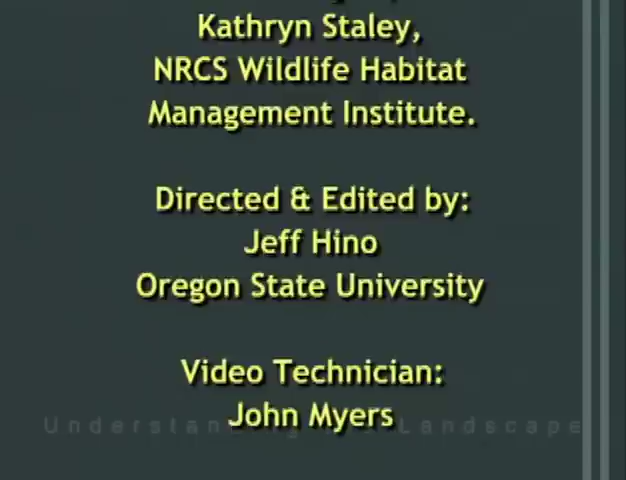 Kathryn Staley,
NRCS Wildlife Habitat
Management Institute.
Directed & Edited by:
Jeff Hino
Oregon State University
Video Technician:
John Myers
Landscape